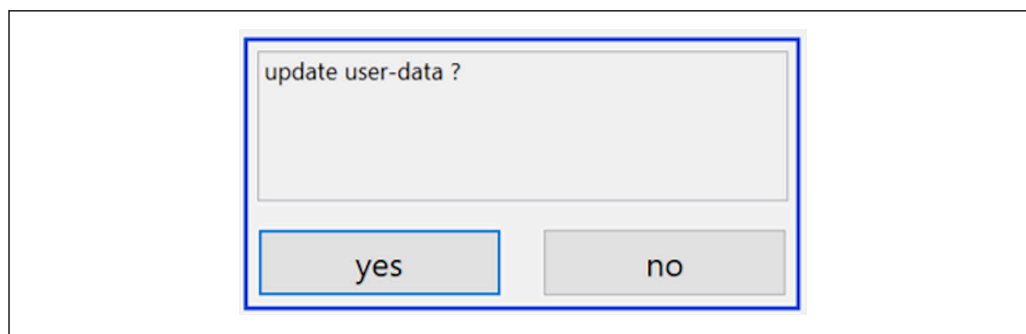 update user-data ?
yes
no